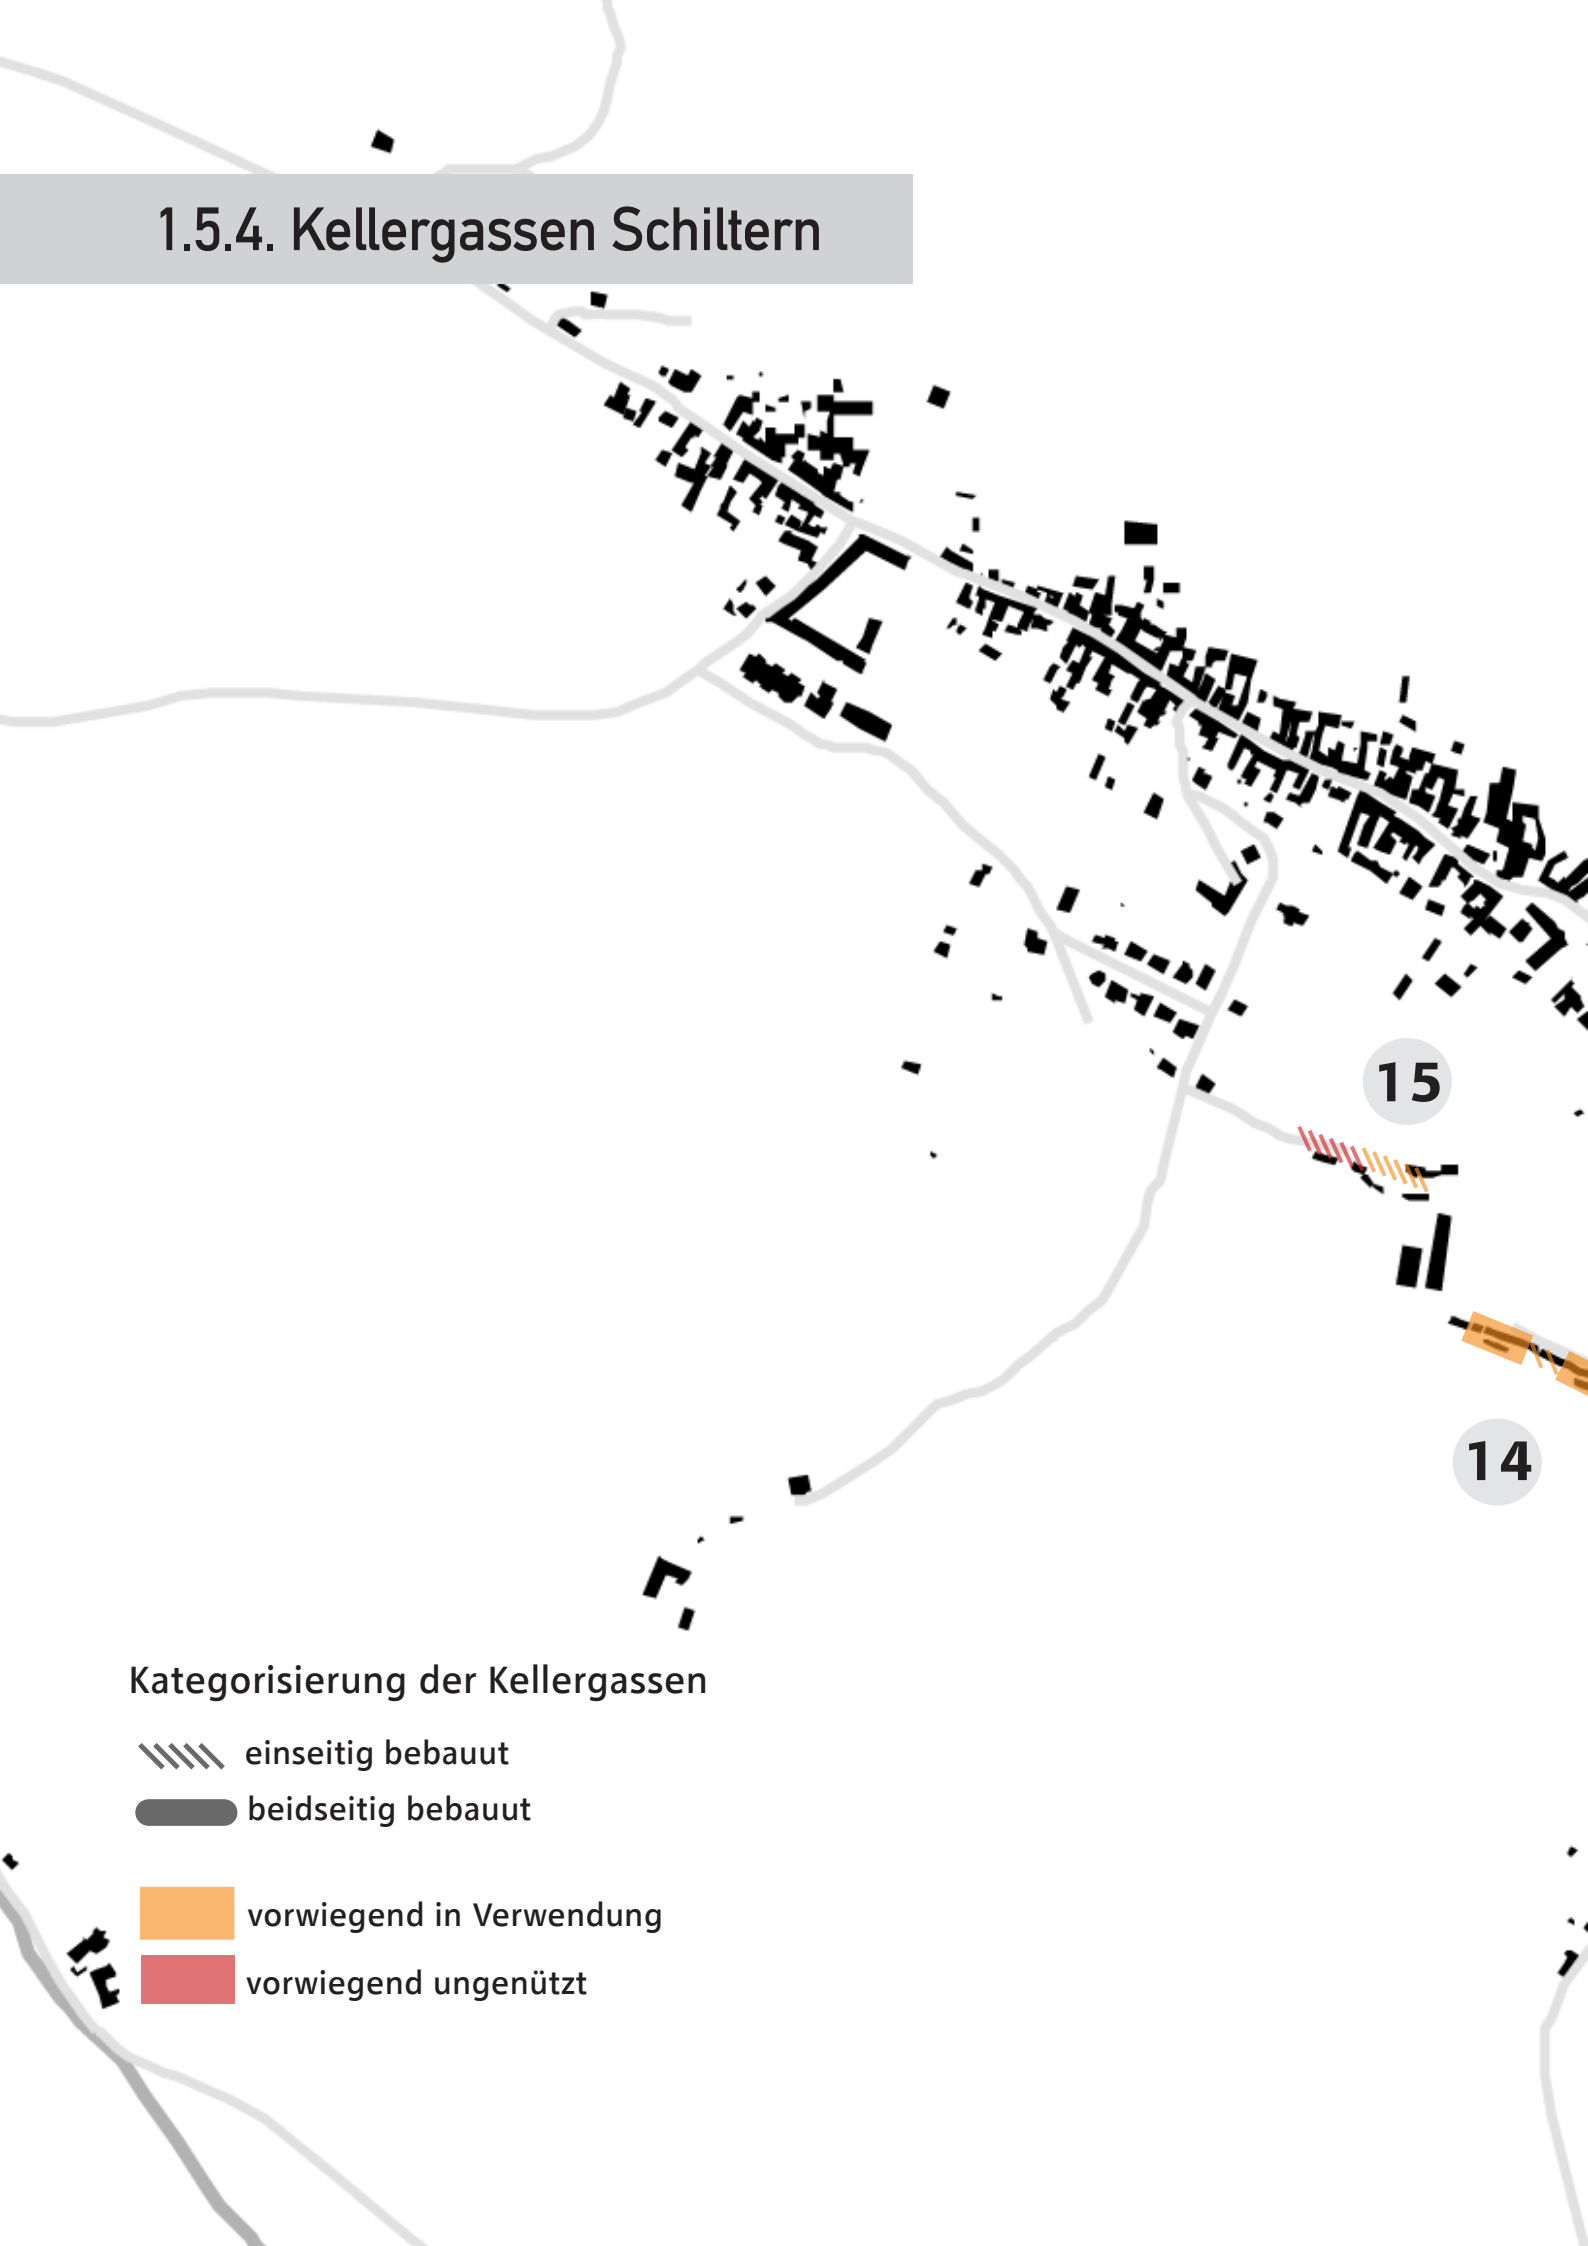 1.5.4. Kellergassen Schiltern
15
14
Kategorisierung der Kellergassen
einseitig bebauut
beidseitig bebauut
vorwiegend in Verwendung
vorwiegend ungenützt